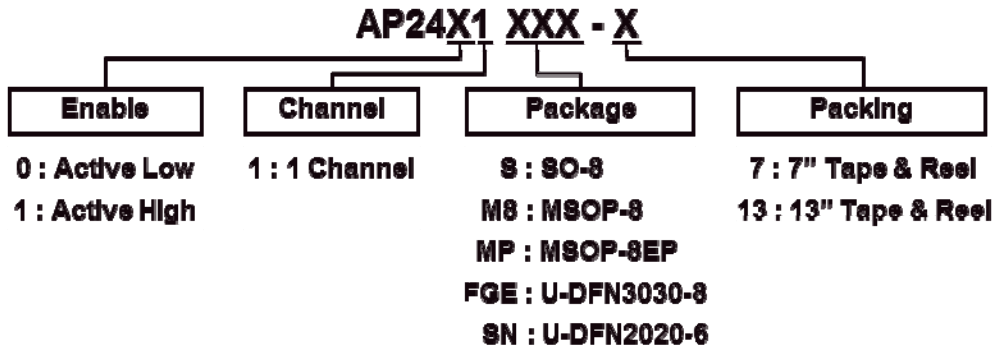 AP24X1 XXX - X
Enable Channel Package Packing
0 : Active Low 1 : 1 Channel S : SO-8 7 : 7" Tape & Reel
1 : Active High M8 : MSOP-8 13 : 13" Tape & Reel
MP : MSOP-8EP
FGE : U-DFN3030-8
SN : U-DFN2020-6